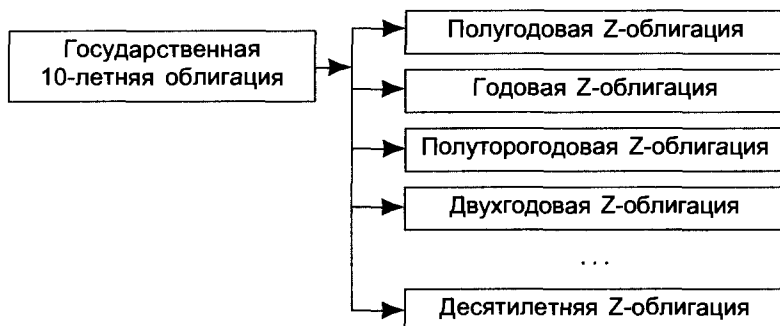 Государственная
10-летняя облигация
Полугодовая Z-облигация
Годовая Z-облигация
Полуторогодовая Z-облигация
Двухгодовая Z-облигация
...
Десятилетняя Z-облигация